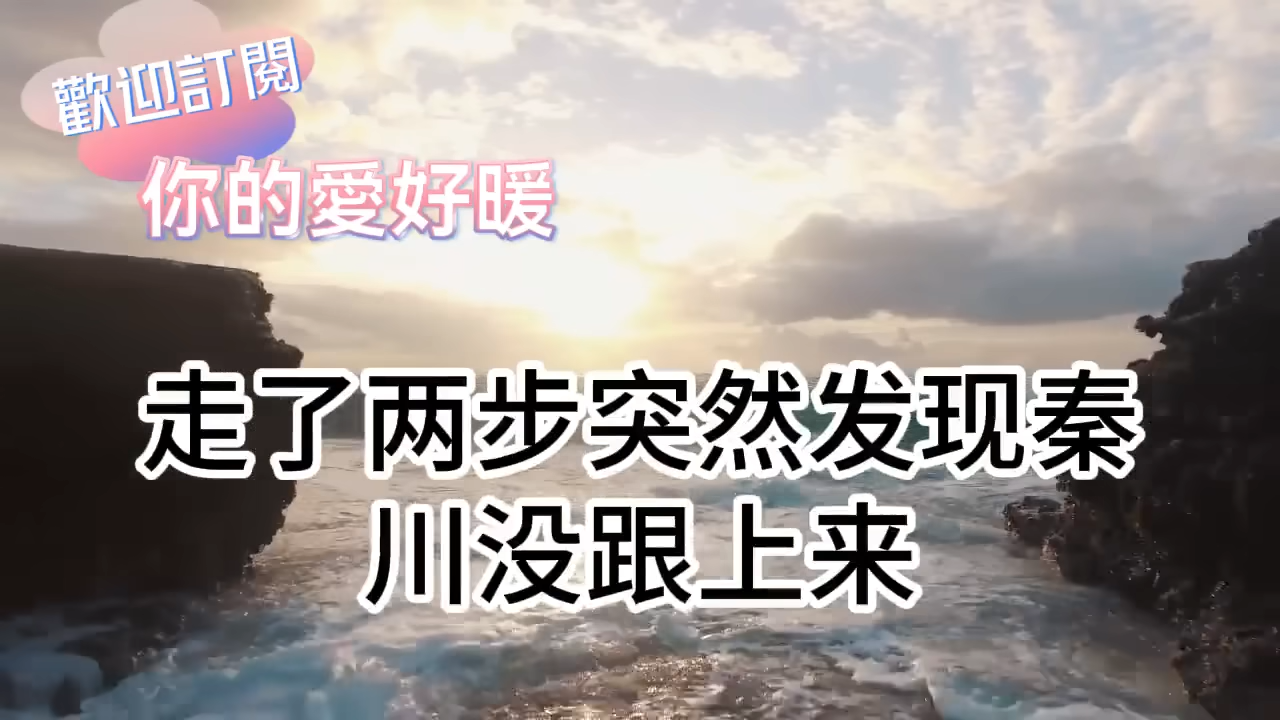 歡迎訂閱
你的愛好暖
走了两步突然发现秦
川没跟上来